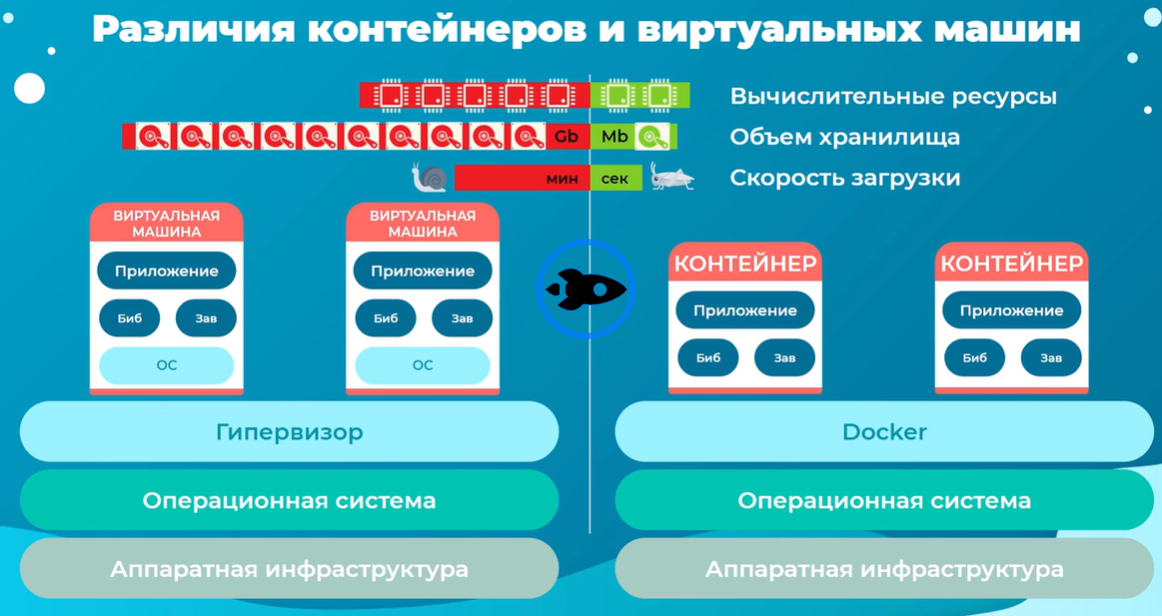 Различия контейнеров и виртуальных машин
Вычислительные ресурсы
Gb Mb Объем хранилища
мин сек Скорость загрузки
ВИРТУАЛЬНАЯ
МАШИНА
Приложение
Биб Зав
ОС
ВИРТУАЛЬНАЯ
МАШИНА
Приложение
Биб Зав
ОС
Гипервизор
Операционная система
Аппаратная инфраструктура
КОНТЕЙНЕР
Приложение
Биб Зав
КОНТЕЙНЕР
Приложение
Биб Зав
Docker
Операционная система
Аппаратная инфраструктура